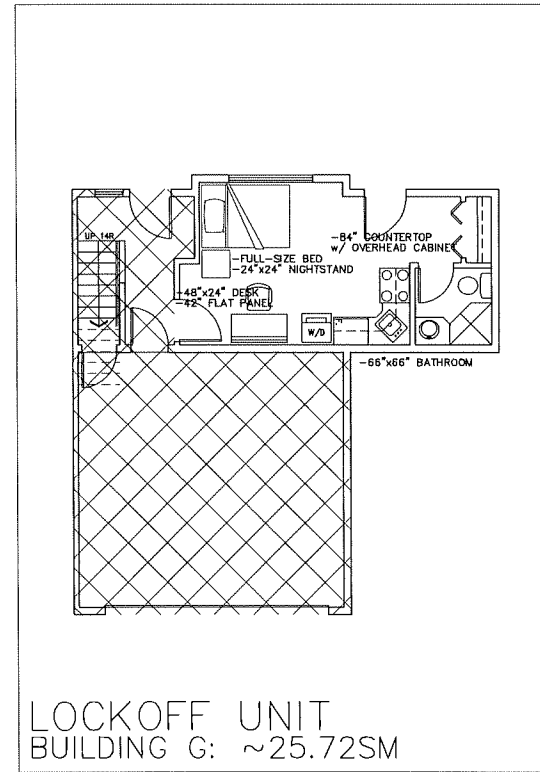 UP 14R
-84" COUNTERTOP
w/ OVERHEAD CABINET
-FULL-SIZE BED
-24"x24" NIGHTSTAND
-48"x24" DESK
-42" FLAT PANEL
W/D
-66"x66" BATHROOM
LOCKOFF UNIT
BUILDING G: ~25.72SM